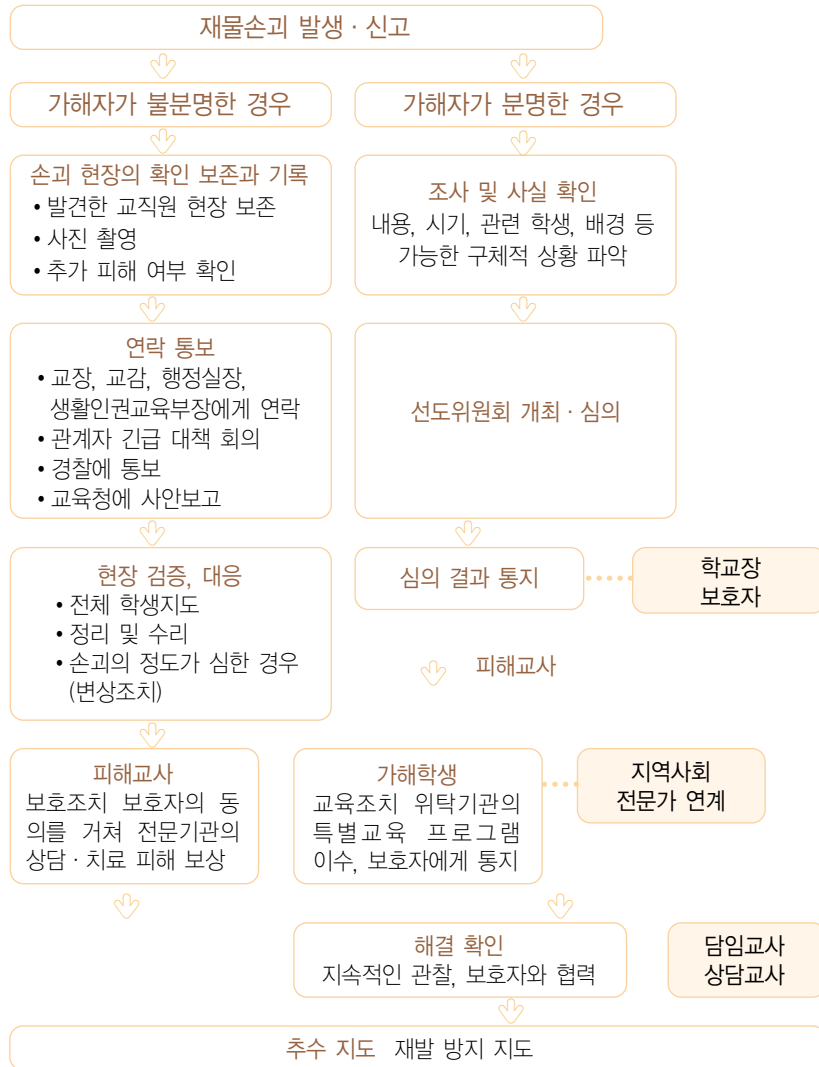 재물손괴 발생 · 신고
가해자가 불분명한 경우
가해자가 분명한 경우
손괴 현장의 확인 보존과 기록
• 발견한 교직원 현장 보존
• 사진 촬영
• 추가 피해 여부 확인
조사 및 사실 확인
내용, 시기, 관련 학생, 배경 등
가능한 구체적 상황 파악
연락 통보
• 교장, 교감, 행정실장,
생활인권교육부장에게 연락
• 관계자 긴급 대책 회의
• 경찰에 통보
• 교육청에 사안보고
선도위원회 개최 · 심의
현장 검증, 대응
• 전체 학생지도
• 정리 및 수리
• 손괴의 정도가 심한 경우
(변상조치)
심의 결과 통지
학교장
보호자
피해교사
피해교사
보호조치 보호자의 동
의를 거쳐 전문기관의
상담 · 치료 피해 보상
가해학생
교육조치 위탁기관의
특별교육 프로그램
이수, 보호자에게 통지
지역사회
전문가 연계
해결 확인
지속적인 관찰, 보호자와 협력
담임교사
상담교사
추수 지도 재발 방지 지도